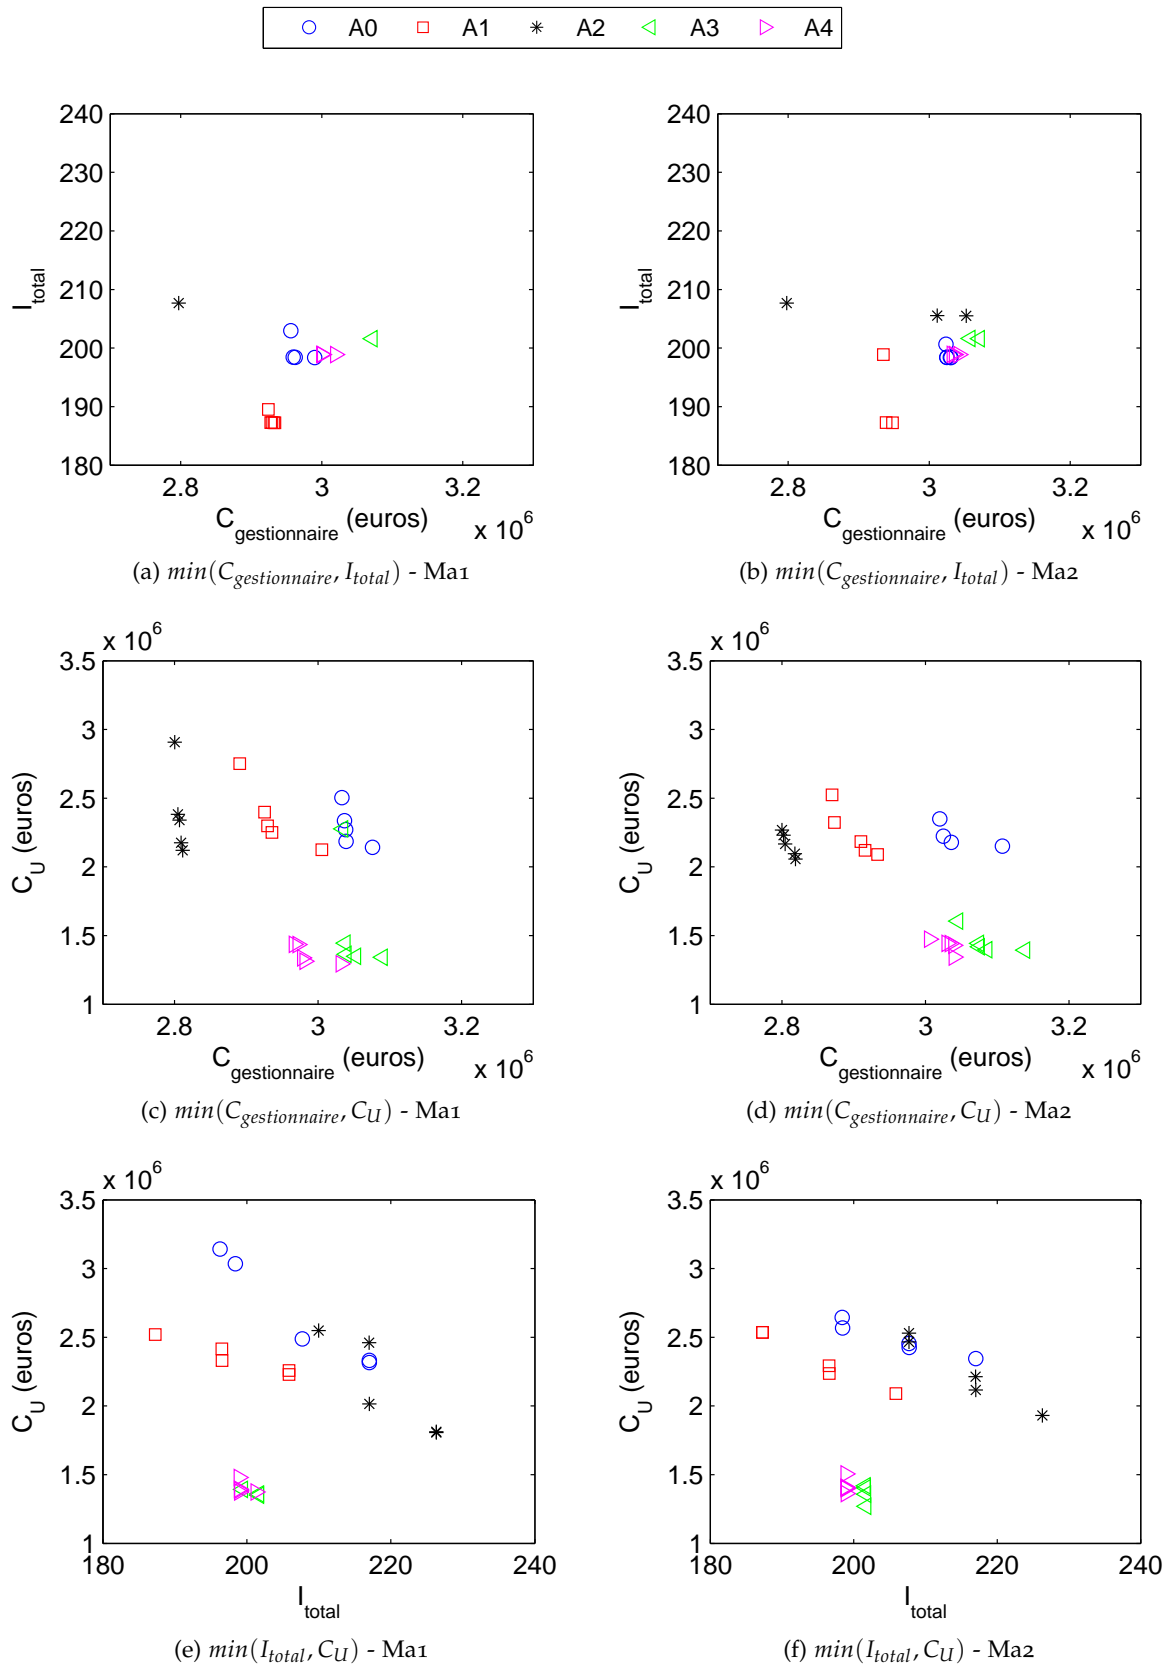 A0 A1 A2 A3 A4
240 240
230 230
220 220
210 210
200 200
190 190
180 180
I_total I_total
2.8 3 3.2 2.8 3 3.2
C_gestionnaire (euros) x 10^6 C_gestionnaire (euros) x 10^6
(a) min(C_gestionnaire, I_total) - Ma1 (b) min(C_gestionnaire, I_total) - Ma2
x 10^6 x 10^6
3.5 3.5
3 3
2.5 2.5
2 2
1.5 1.5
1 1
C_U (euros) C_U (euros)
2.8 3 3.2 2.8 3 3.2
C_gestionnaire (euros) x 10^6 C_gestionnaire (euros) x 10^6
(c) min(C_gestionnaire, C_U) - Ma1 (d) min(C_gestionnaire, C_U) - Ma2
x 10^6 x 10^6
3.5 3.5
3 3
2.5 2.5
2 2
1.5 1.5
1 1
C_U (euros) C_U (euros)
180 200 220 240 180 200 220 240
I_total I_total
(e) min(I_total, C_U) - Ma1 (f) min(I_total, C_U) - Ma2